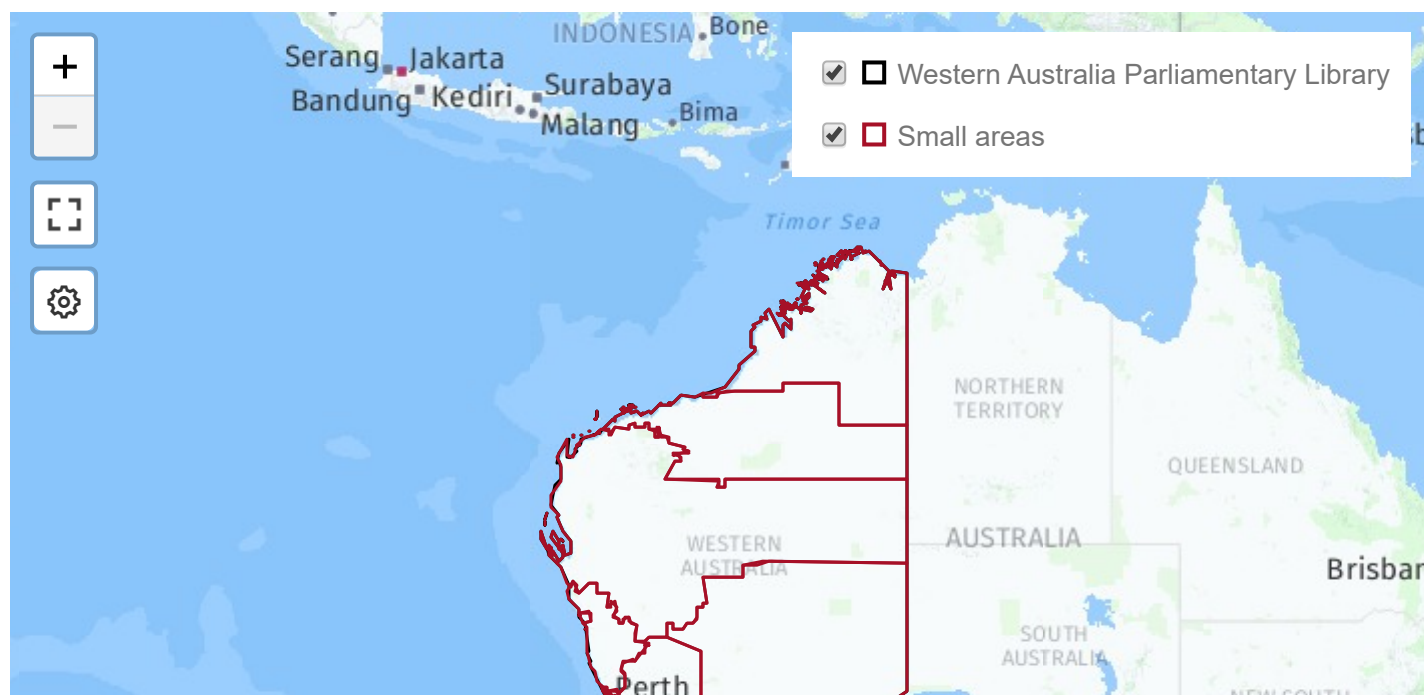 INDONESIA
Bone
Serang
Jakarta
Bandung
Kediri
Surabaya
Malang
Bima
Western Australia Parliamentary Library
Small areas
Timor Sea
NORTHERN
TERRITORY
QUEENSLAND
AUSTRALIA
WESTERN
AUSTRALIA
Brisbar
SOUTH
AUSTRALIA
Perth